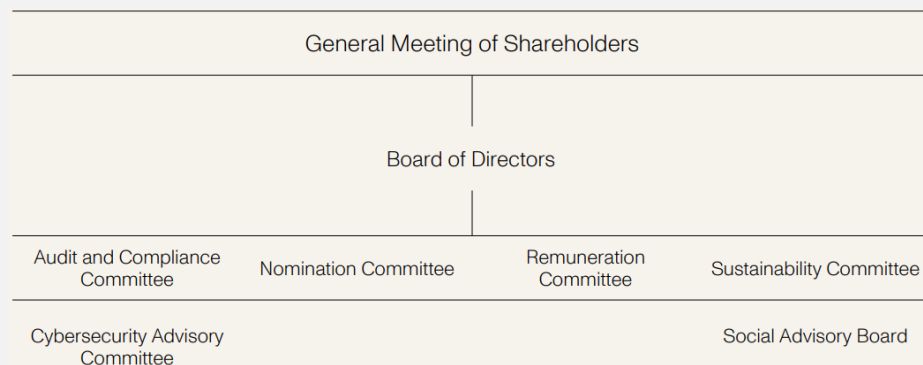 General Meeting of Shareholders
Board of Directors
Audit and Compliance
Committee
Nomination Committee
Remuneration
Committee
Sustainability Committee
Cybersecurity Advisory
Committee
Social Advisory Board